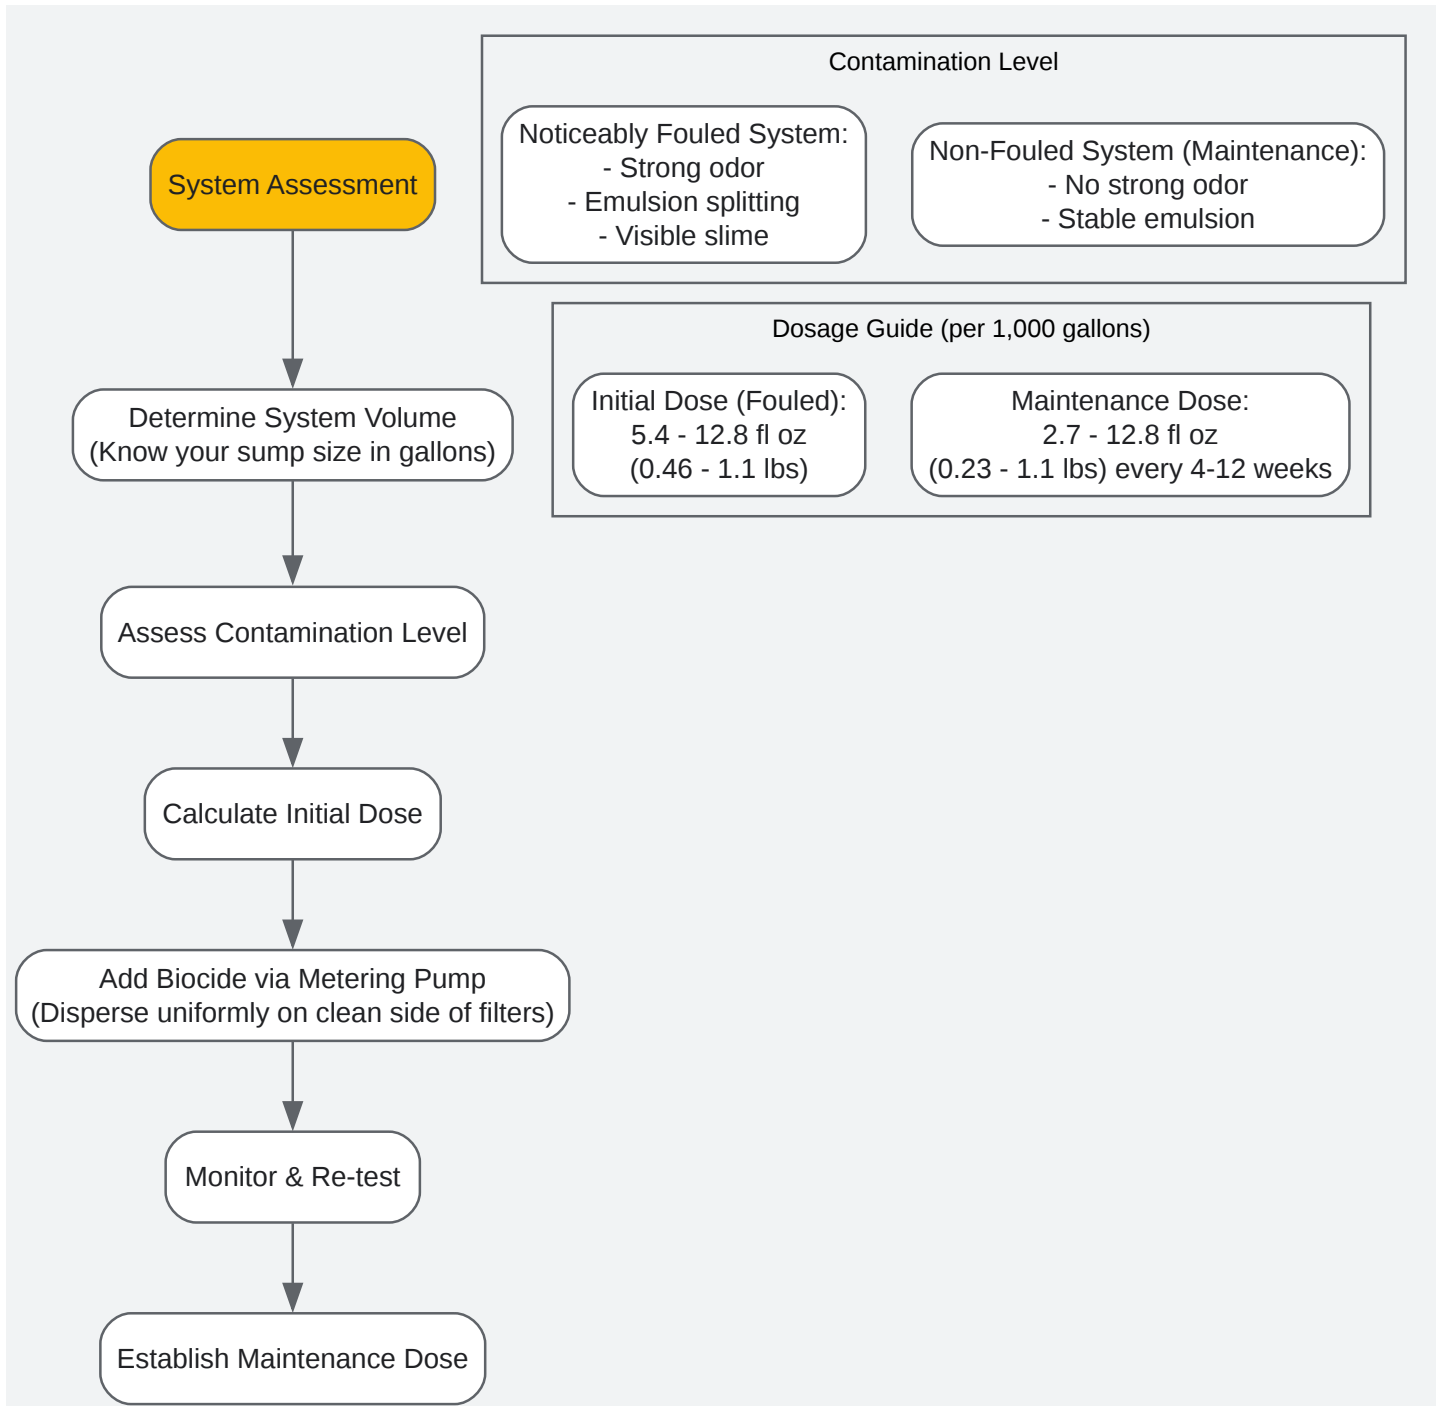 System Assessment
Determine System Volume
(Know your sump size in gallons)
Assess Contamination Level
Calculate Initial Dose
Add Biocide via Metering Pump
(Disperse uniformly on clean side of filters)
Monitor & Re-test
Establish Maintenance Dose
Contamination Level
Noticeably Fouled System:
- Strong odor
- Emulsion splitting
- Visible slime
Non-Fouled System (Maintenance):
- No strong odor
- Stable emulsion
Dosage Guide (per 1,000 gallons)
Initial Dose (Fouled):
5.4 - 12.8 fl oz
(0.46 - 1.1 lbs)
Maintenance Dose:
2.7 - 12.8 fl oz
(0.23 - 1.1 lbs) every 4-12 weeks